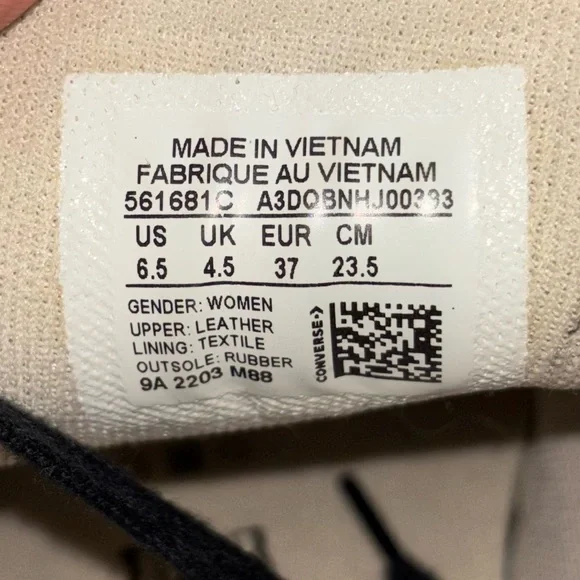 MADE IN VIETNAM
FABRIQUE AU VIETNAM
561681C A3DQBNHJ00393
US UK EUR CM
6.5 4.5 37 23.5
GENDER: WOMEN
UPPER: LEATHER
LINING: TEXTILE
OUTSOLE: RUBBER
9A 2203 M88
CONVERSE